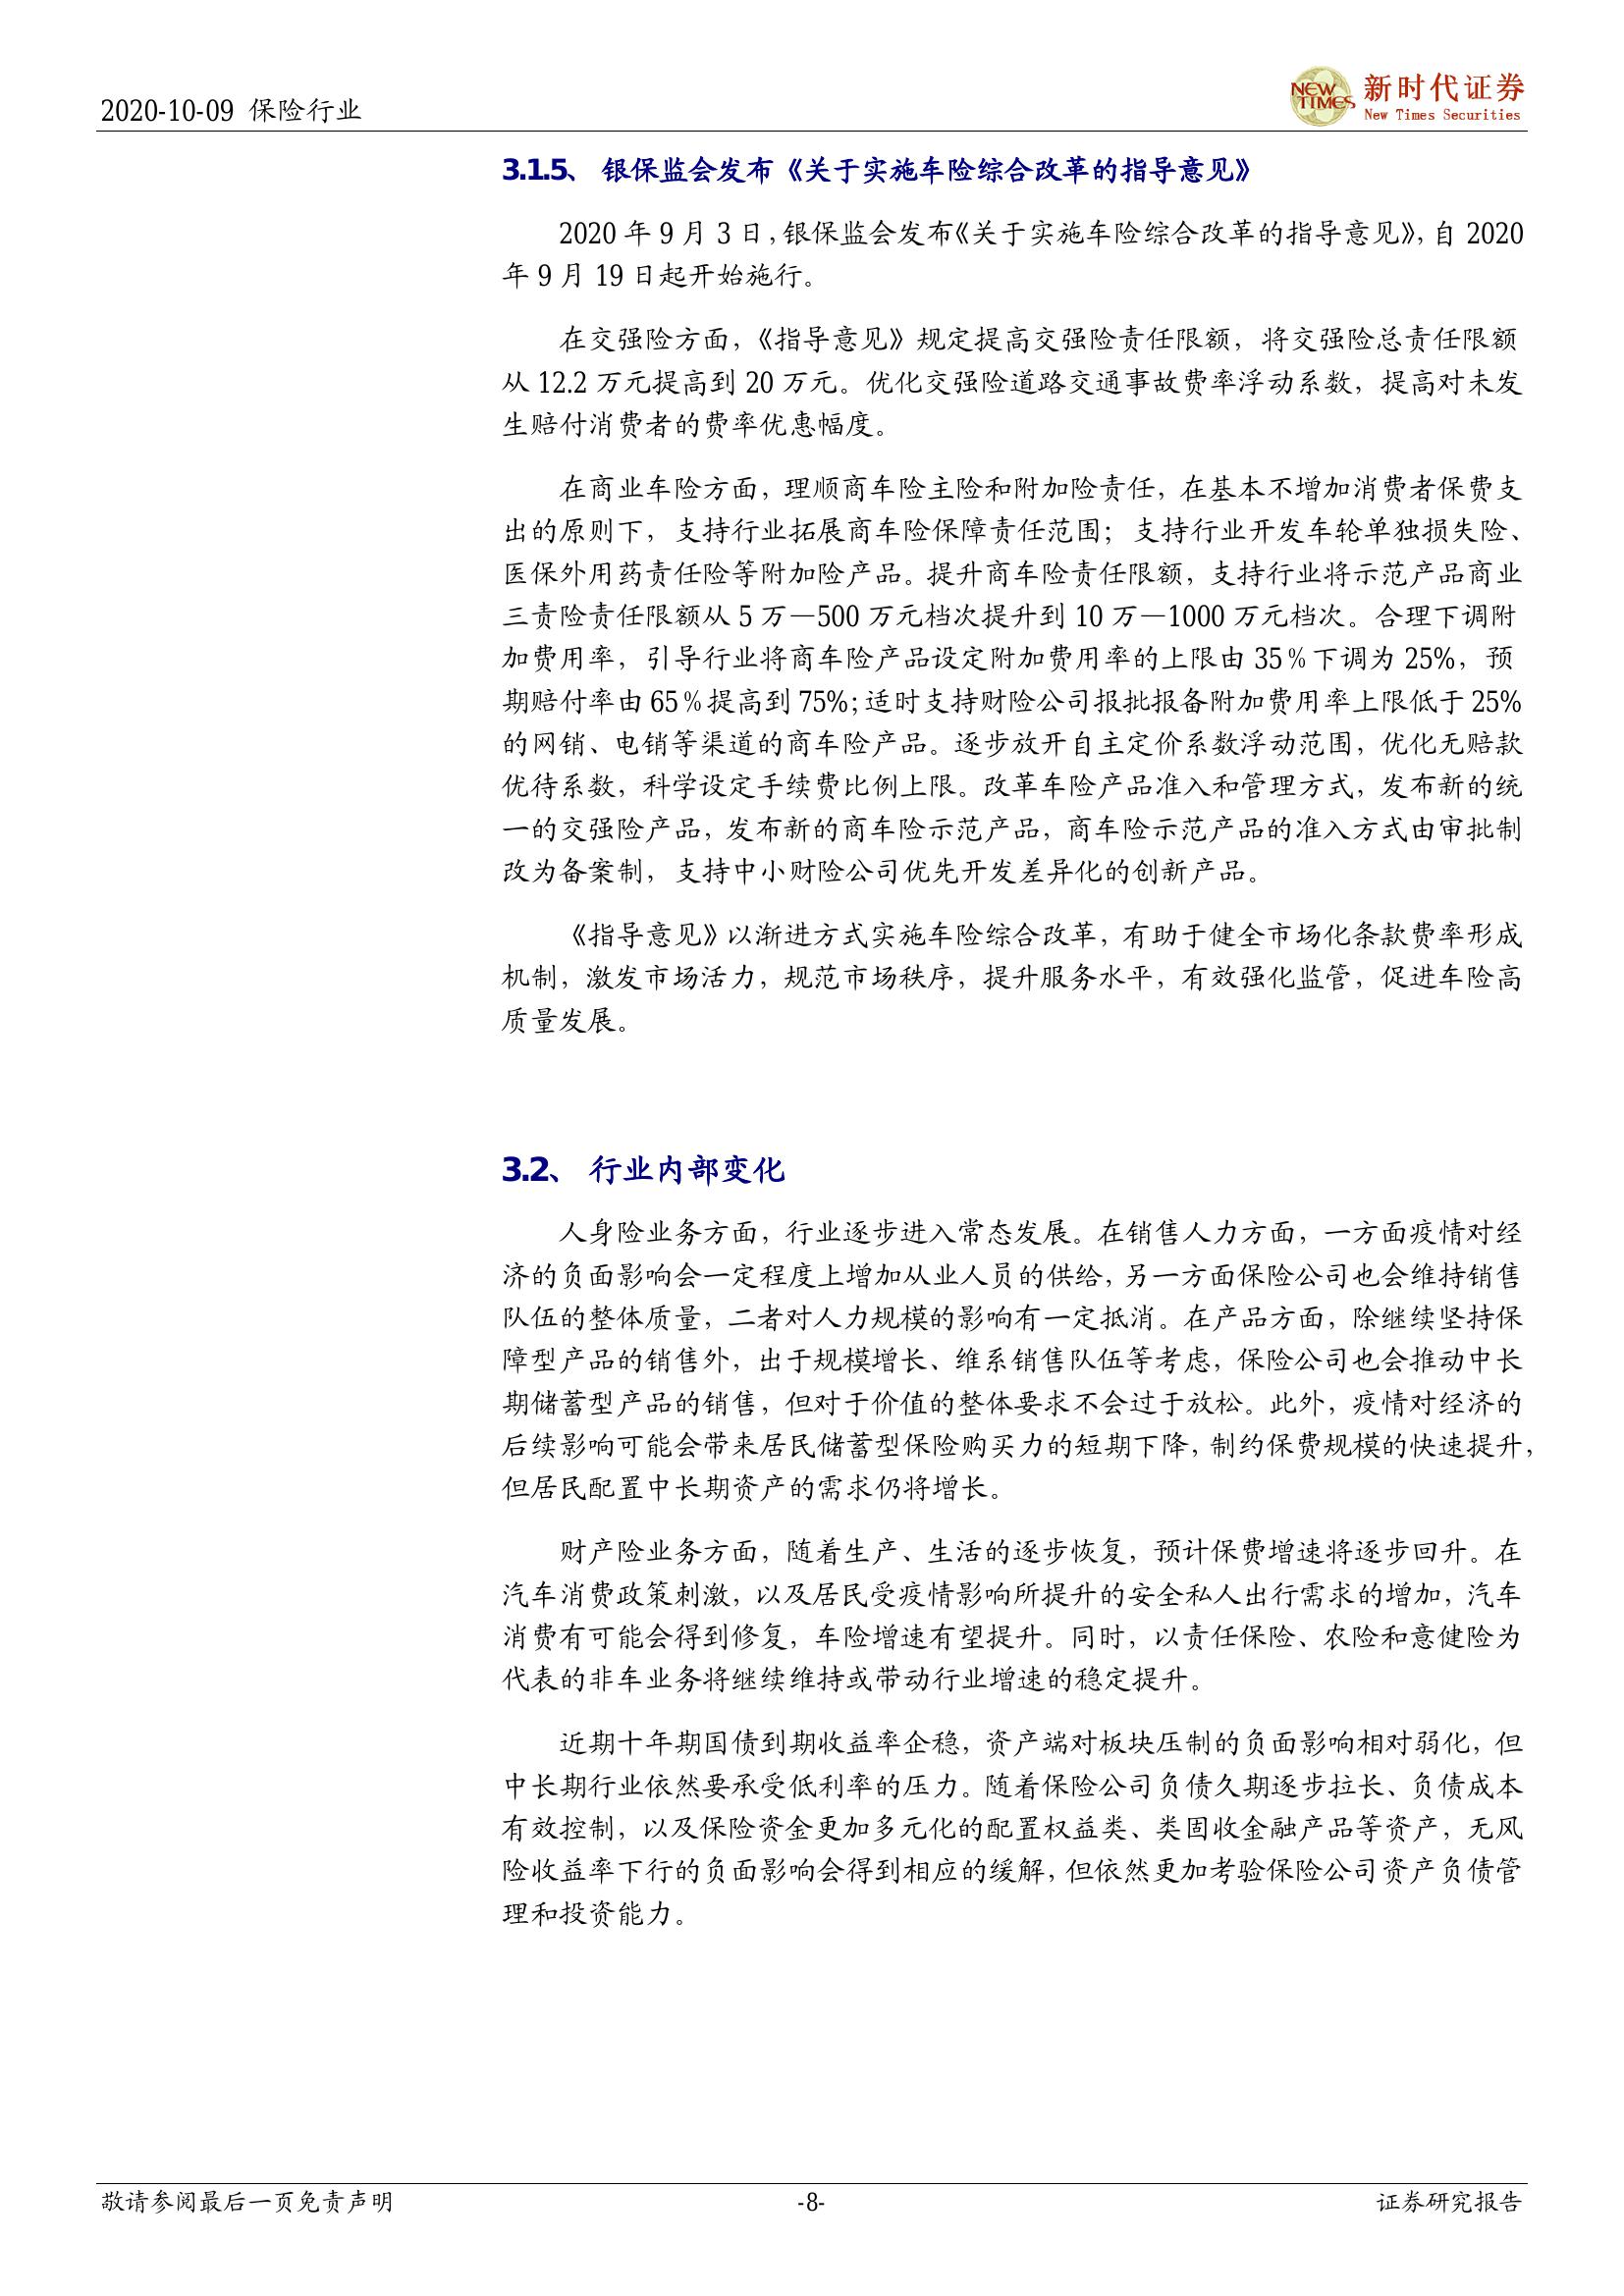 2020-10-09 保险行业
NEW TIMES
新时代证券
New Times Securities
3.1.5、 银保监会发布《关于实施车险综合改革的指导意见》
2020 年 9 月 3 日，银保监会发布《关于实施车险综合改革的指导意见》，自 2020
年 9 月 19 日起开始施行。
在交强险方面，《指导意见》规定提高交强险责任限额，将交强险总责任限额
从 12.2 万元提高到 20 万元。优化交强险道路交通事故费率浮动系数，提高对未发
生赔付消费者的费率优惠幅度。
在商业车险方面，理顺商车险主险和附加险责任，在基本不增加消费者保费支
出的原则下，支持行业拓展商车险保障责任范围；支持行业开发车轮单独损失险、
医保外用药责任险等附加险产品。提升商车险责任限额，支持行业将示范产品商业
三责险责任限额从 5 万—500 万元档次提升到 10 万—1000 万元档次。合理下调附
加费用率，引导行业将商车险产品设定附加费用率的上限由 35%下调为 25%，预
期赔付率由 65%提高到 75%；适时支持财险公司报批报备附加费用率上限低于 25%
的网销、电销等渠道的商车险产品。逐步放开自主定价系数浮动范围，优化无赔款
优待系数，科学设定手续费比例上限。改革车险产品准入和管理方式，发布新的统
一的交强险产品，发布新的商车险示范产品，商车险示范产品的准入方式由审批制
改为备案制，支持中小财险公司优先开发差异化的创新产品。
《指导意见》以渐进方式实施车险综合改革，有助于健全市场化条款费率形成
机制，激发市场活力，规范市场秩序，提升服务水平，有效强化监管，促进车险高
质量发展。
3.2、 行业内部变化
人身险业务方面，行业逐步进入常态发展。在销售人力方面，一方面疫情对经
济的负面影响会一定程度上增加从业人员的供给，另一方面保险公司也会维持销售
队伍的整体质量，二者对人力规模的影响有一定抵消。在产品方面，除继续坚持保
障型产品的销售外，出于规模增长、维系销售队伍等考虑，保险公司也会推动中长
期储蓄型产品的销售，但对于价值的整体要求不会过于放松。此外，疫情对经济的
后续影响可能会带来居民储蓄型保险购买力的短期下降，制约保费规模的快速提升，
但居民配置中长期资产的需求仍将增长。
财产险业务方面，随着生产、生活的逐步恢复，预计保费增速将逐步回升。在
汽车消费政策刺激，以及居民受疫情影响所提升的安全私人出行需求的增加，汽车
消费有可能会得到修复，车险增速有望提升。同时，以责任保险、农险和意健险为
代表的非车业务将继续维持或带动行业增速的稳定提升。
近期十年期国债到期收益率企稳，资产端对板块压制的负面影响相对弱化，但
中长期行业依然要承受低利率的压力。随着保险公司负债久期逐步拉长、负债成本
有效控制，以及保险资金更加多元化的配置权益类、类固收金融产品等资产，无风
险收益率下行的负面影响会得到相应的缓解，但依然更加考验保险公司资产负债管
理和投资能力。
敬请参阅最后一页免责声明
-8-
证券研究报告